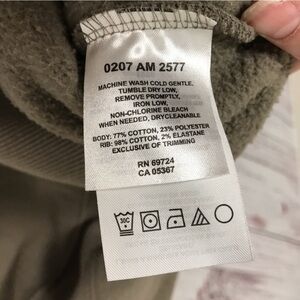 0207 AM 2577
MACHINE WASH COLD GENTLE,
TUMBLE DRY LOW,
REMOVE PROMPTLY,
IRON LOW,
NON-CHLORINE BLEACH
WHEN NEEDED, DRYCLEANABLE
BODY: 77% COTTON, 23% POLYESTER
RIB: 98% COTTON, 2% ELASTANE
EXCLUSIVE OF TRIMMING
RN 69724
CA 05367
30C